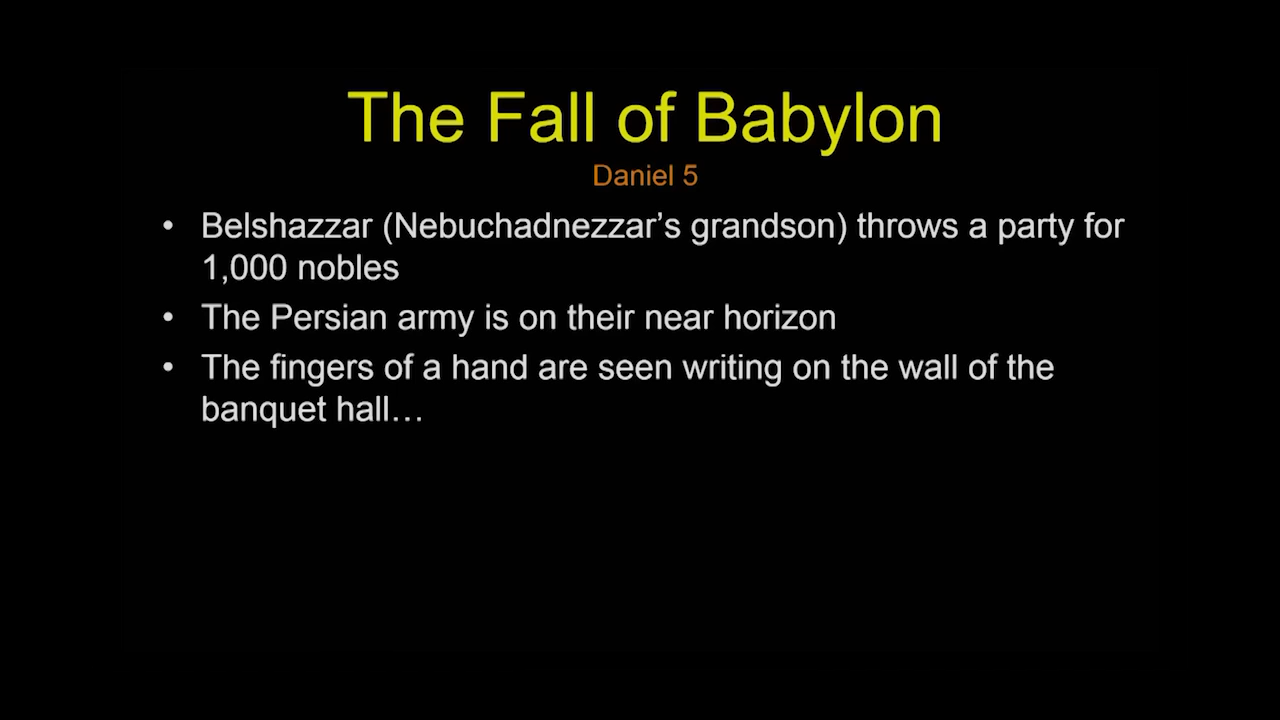 The Fall of Babylon
Daniel 5
• Belshazzar (Nebuchadnezzar’s grandson) throws a party for
1,000 nobles
• The Persian army is on their near horizon
• The fingers of a hand are seen writing on the wall of the
banquet hall…